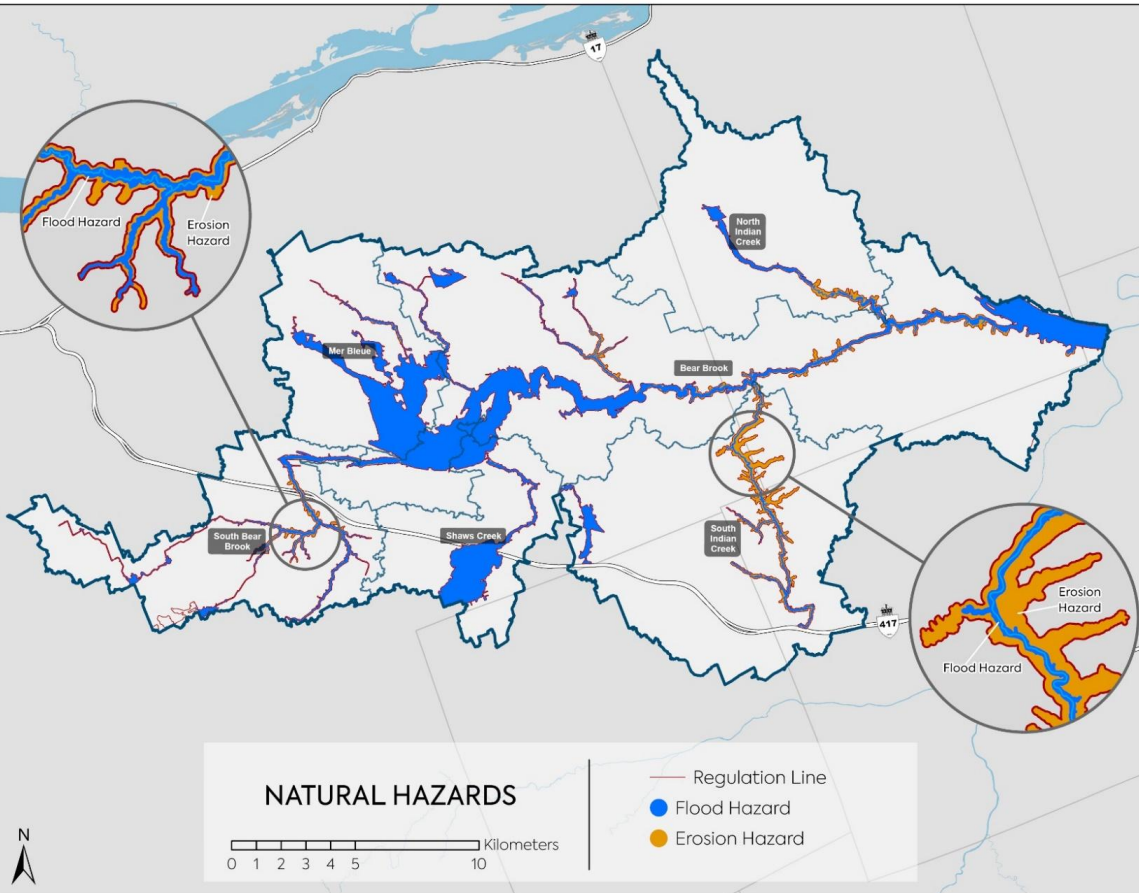 17
Flood Hazard
Erosion
Hazard
North
Indian
Creek
Mer Bleue
Bear Brook
South Bear
Brook
Shaws Creek
South
Indian
Creek
417
Erosion
Hazard
Flood Hazard
NATURAL HAZARDS
Kilometers
0 1 2 3 4 5 10
Regulation Line
Flood Hazard
Erosion Hazard
N